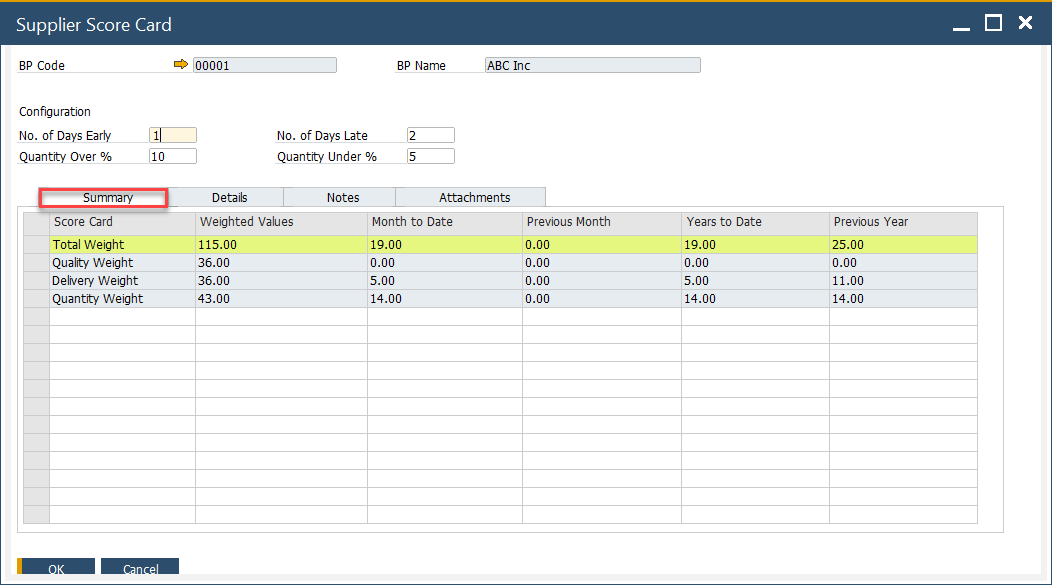 Supplier Score Card
BP Code 00001 BP Name ABC Inc
Configuration
No. of Days Early 1 No. of Days Late 2
Quantity Over % 10 Quantity Under % 5
Summary Details Notes Attachments
Score Card Weighted Values Month to Date Previous Month Years to Date Previous Year
Total Weight 115.00 19.00 0.00 19.00 25.00
Quality Weight 36.00 0.00 0.00 0.00 0.00
Delivery Weight 36.00 5.00 0.00 5.00 11.00
Quantity Weight 43.00 14.00 0.00 14.00 14.00
OK Cancel